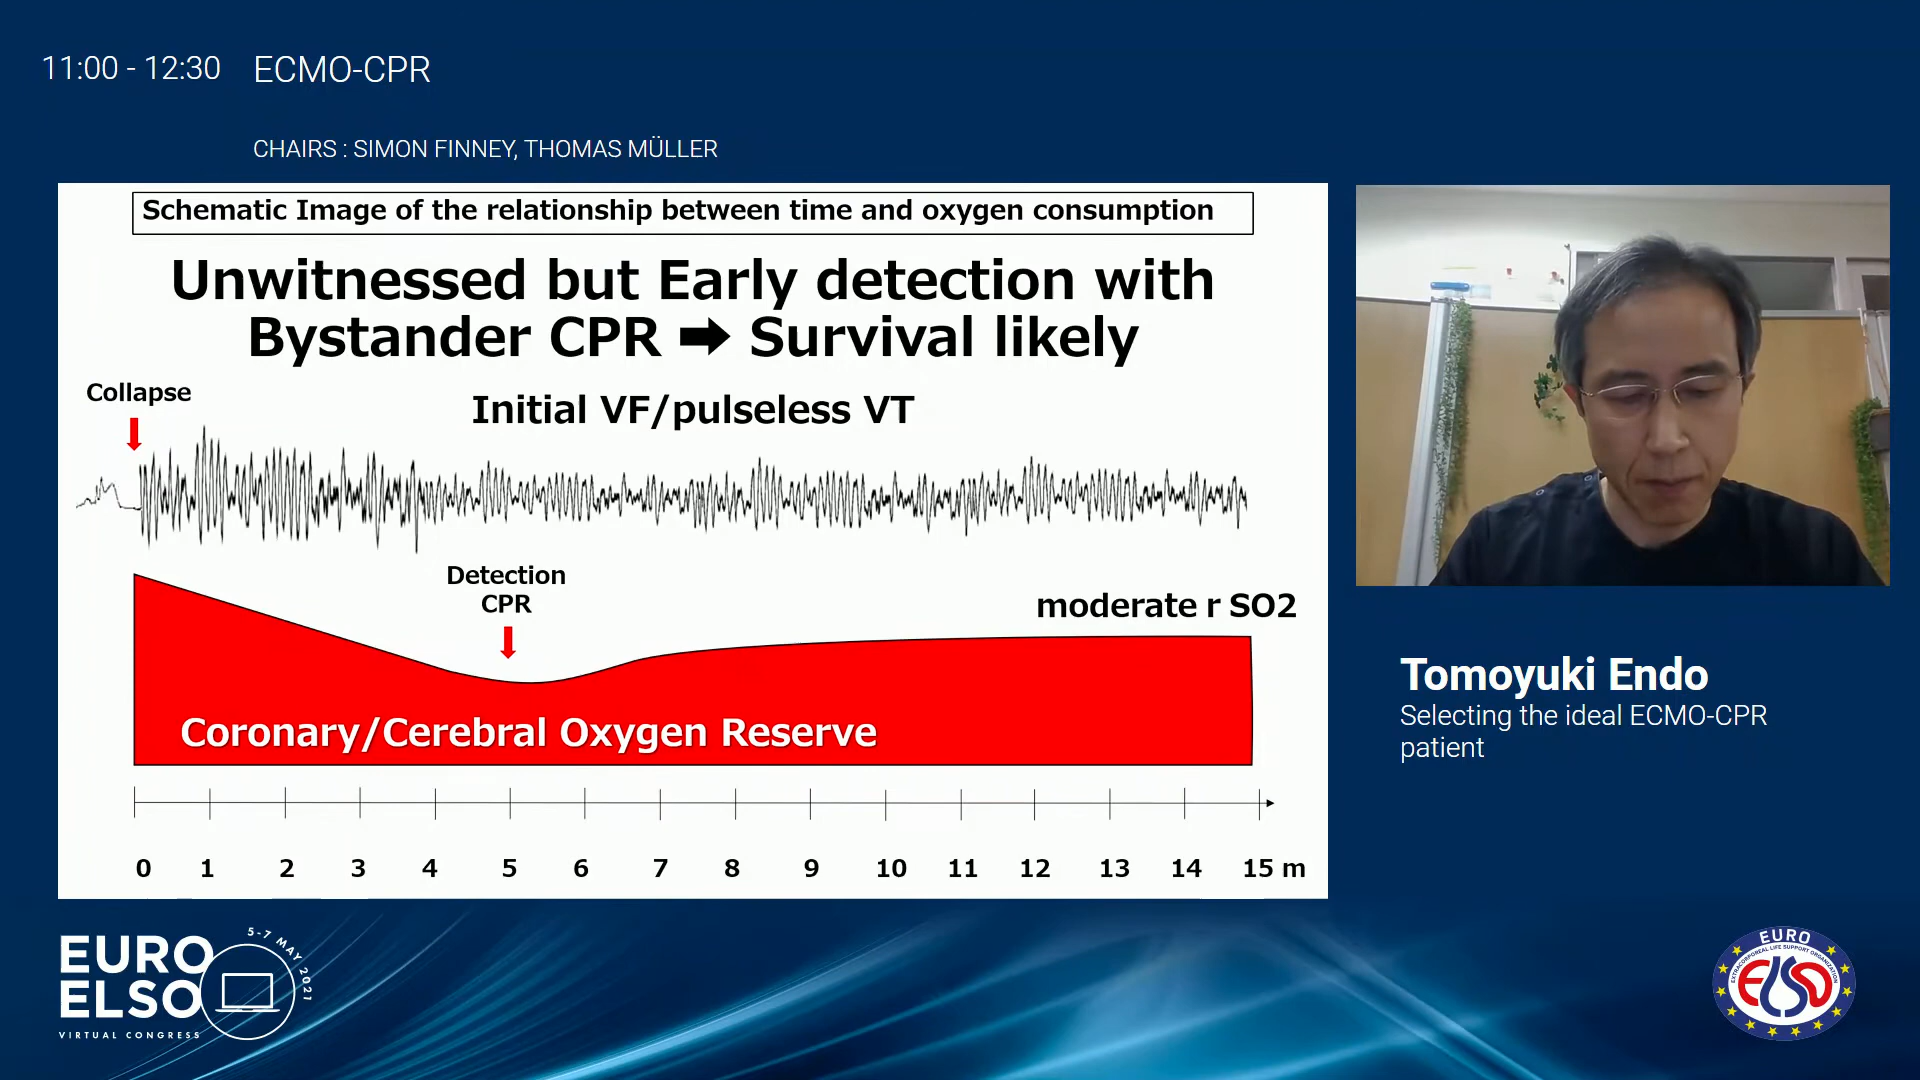 11:00 - 12:30 ECMO-CPR
CHAIRS : SIMON FINNEY, THOMAS MÜLLER
Schematic Image of the relationship between time and oxygen consumption
Unwitnessed but Early detection with
Bystander CPR ➡ Survival likely
Collapse
Initial VF/pulseless VT
Detection
CPR
moderate r SO2
Coronary/Cerebral Oxygen Reserve
0 1 2 3 4 5 6 7 8 9 10 11 12 13 14 15 m
Tomoyuki Endo
Selecting the ideal ECMO-CPR
patient
EURO
ELSO
VIRTUAL CONGRESS
5-7 MAY 2021
EURO
EXTRACORPOREAL LIFE SUPPORT ORGANIZATION
ELSO